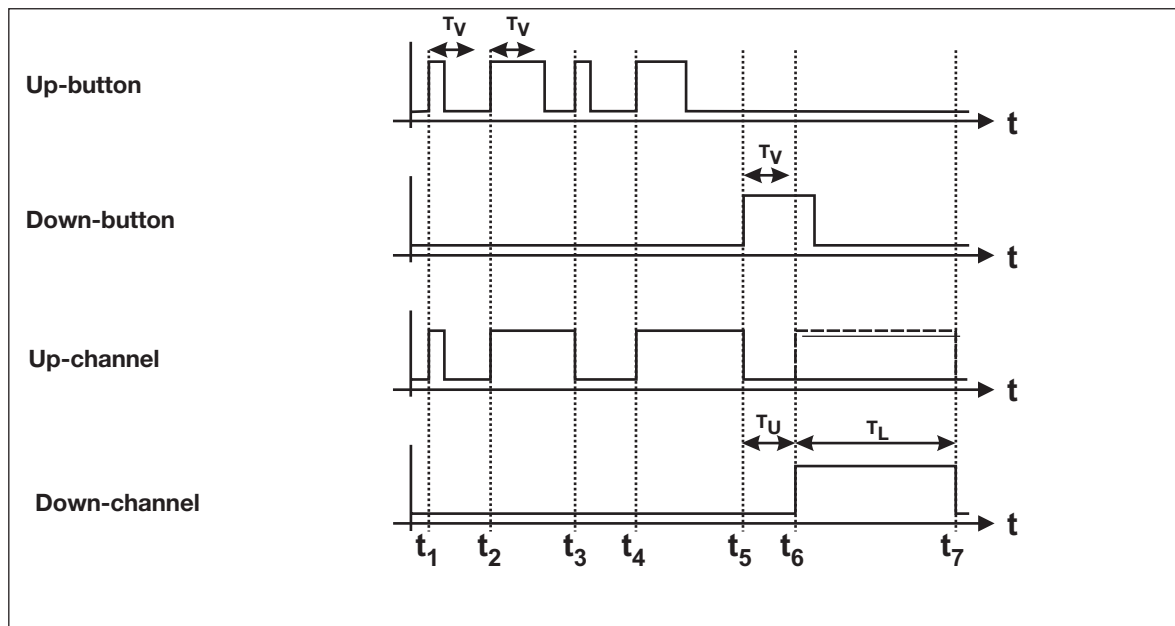 Tv Tv
Up-button
t
Tv
Down-button
t
Up-channel
t
TU TL
Down-channel
t
t1 t2 t3 t4 t5 t6 t7